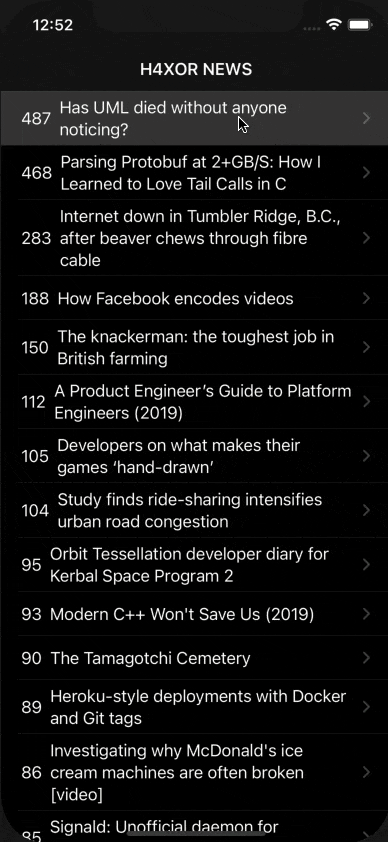 12:52
H4XOR NEWS
487 Has UML died without anyone
noticing?
468 Parsing Protobuf at 2+GB/S: How I
Learned to Love Tail Calls in C
Internet down in Tumbler Ridge, B.C.,
283 after beaver chews through fibre
cable
188 How Facebook encodes videos
150 The knackerman: the toughest job in
British farming
112 A Product Engineer’s Guide to Platform
Engineers (2019)
105 Developers on what makes their
games ‘hand-drawn’
104 Study finds ride-sharing intensifies
urban road congestion
95 Orbit Tessellation developer diary for
Kerbal Space Program 2
93 Modern C++ Won't Save Us (2019)
90 The Tamagotchi Cemetery
89 Heroku-style deployments with Docker
and Git tags
Investigating why McDonald's ice
86 cream machines are often broken
[video]
85 Signald: Unofficial daemon for